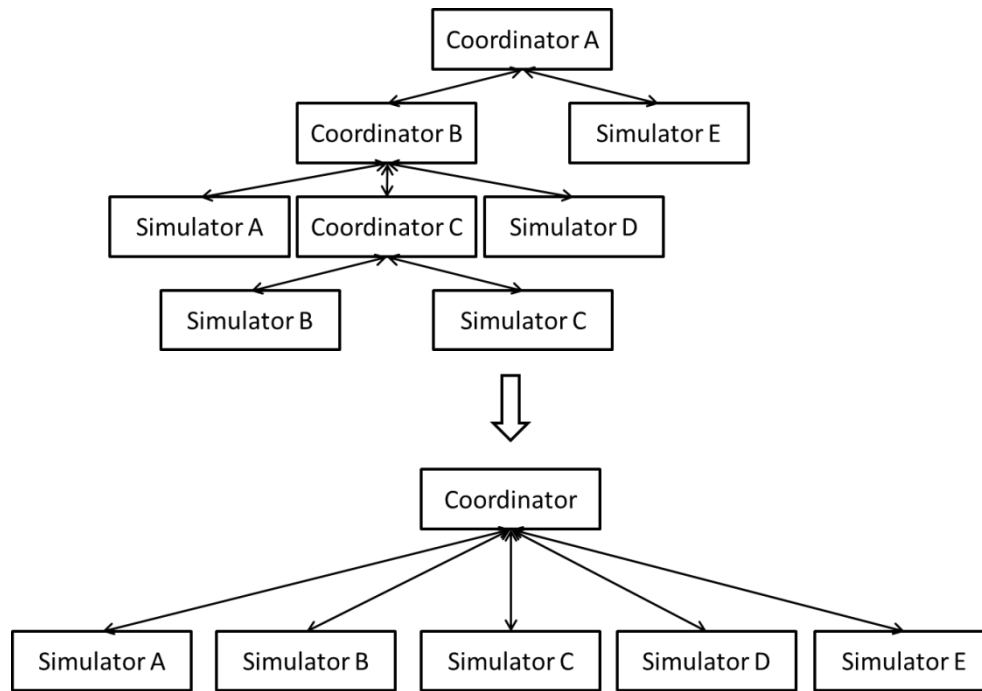 Coordinator A
Coordinator B
Simulator E
Simulator A
Coordinator C
Simulator D
Simulator B
Simulator C
Coordinator
Simulator A
Simulator B
Simulator C
Simulator D
Simulator E